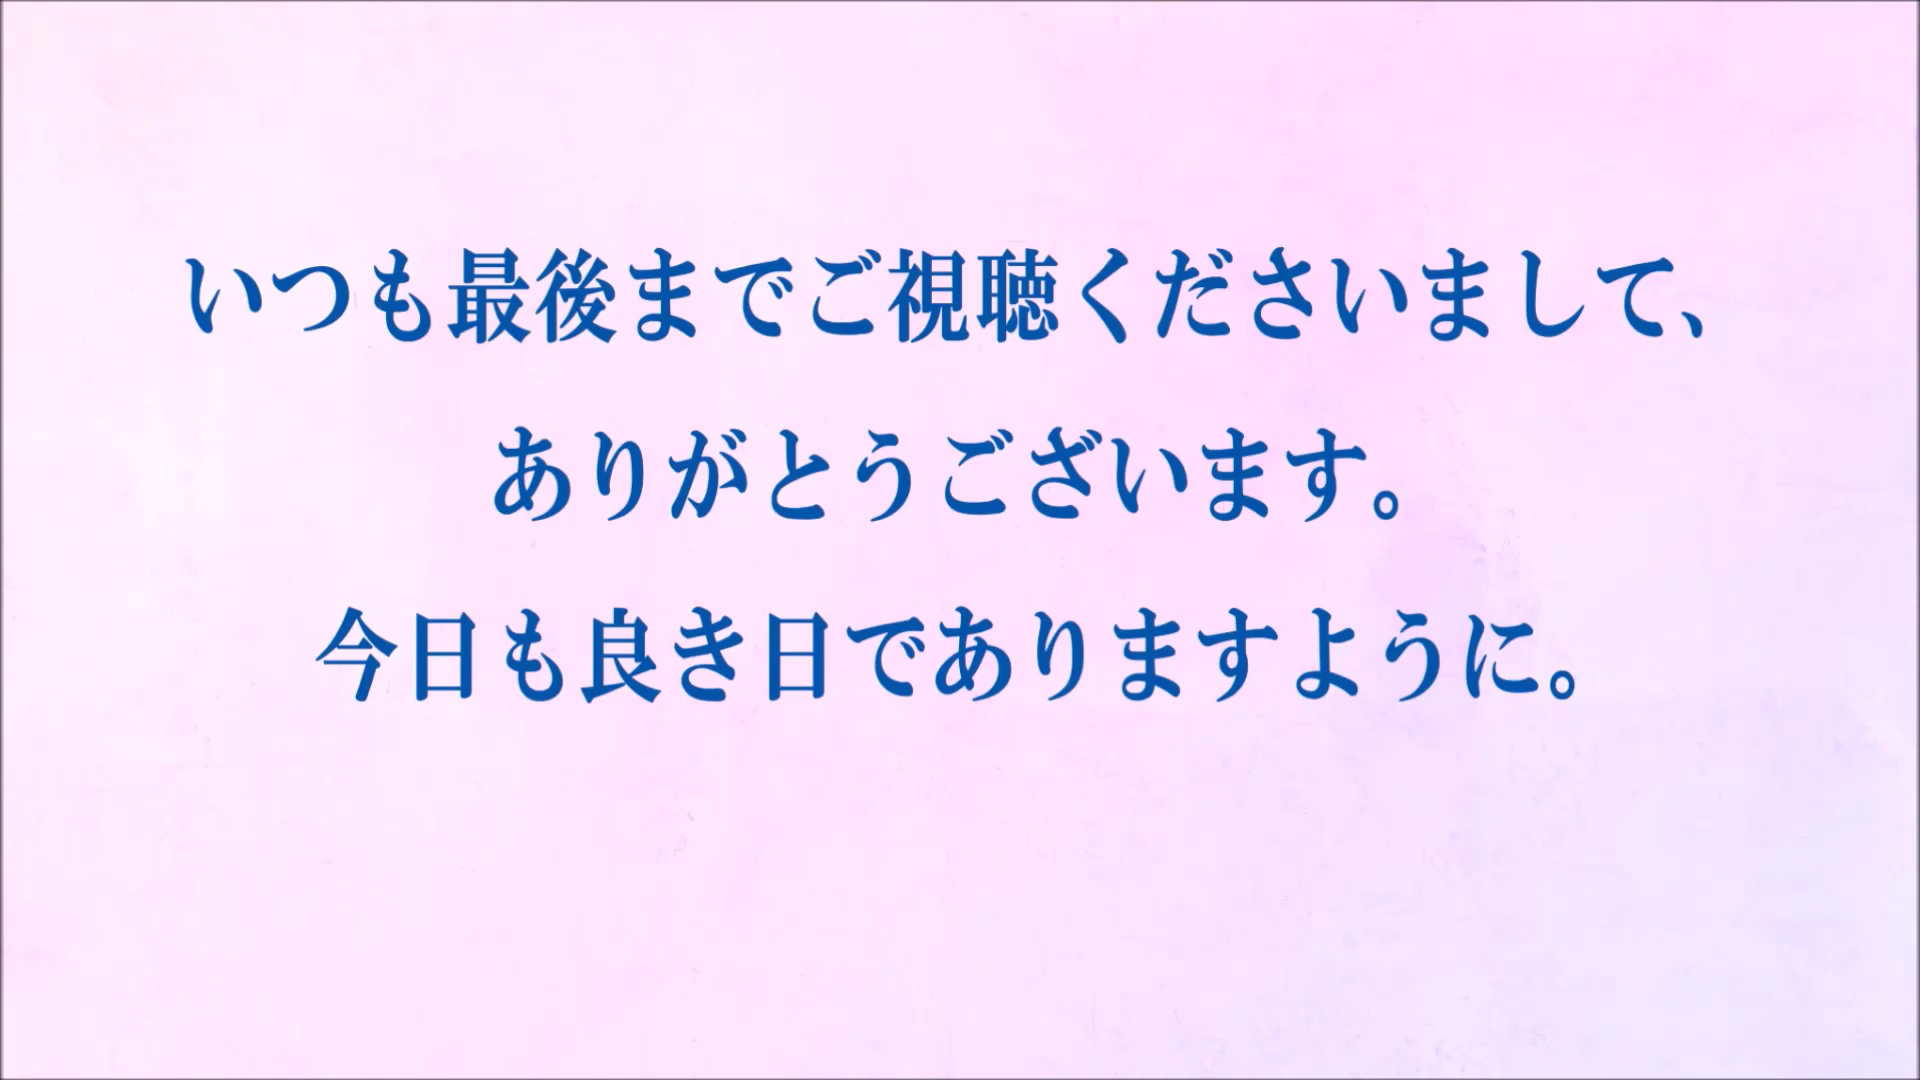 いつも最後までご視聴くださいまして、
ありがとうございます。
今日も良き日でありますように。